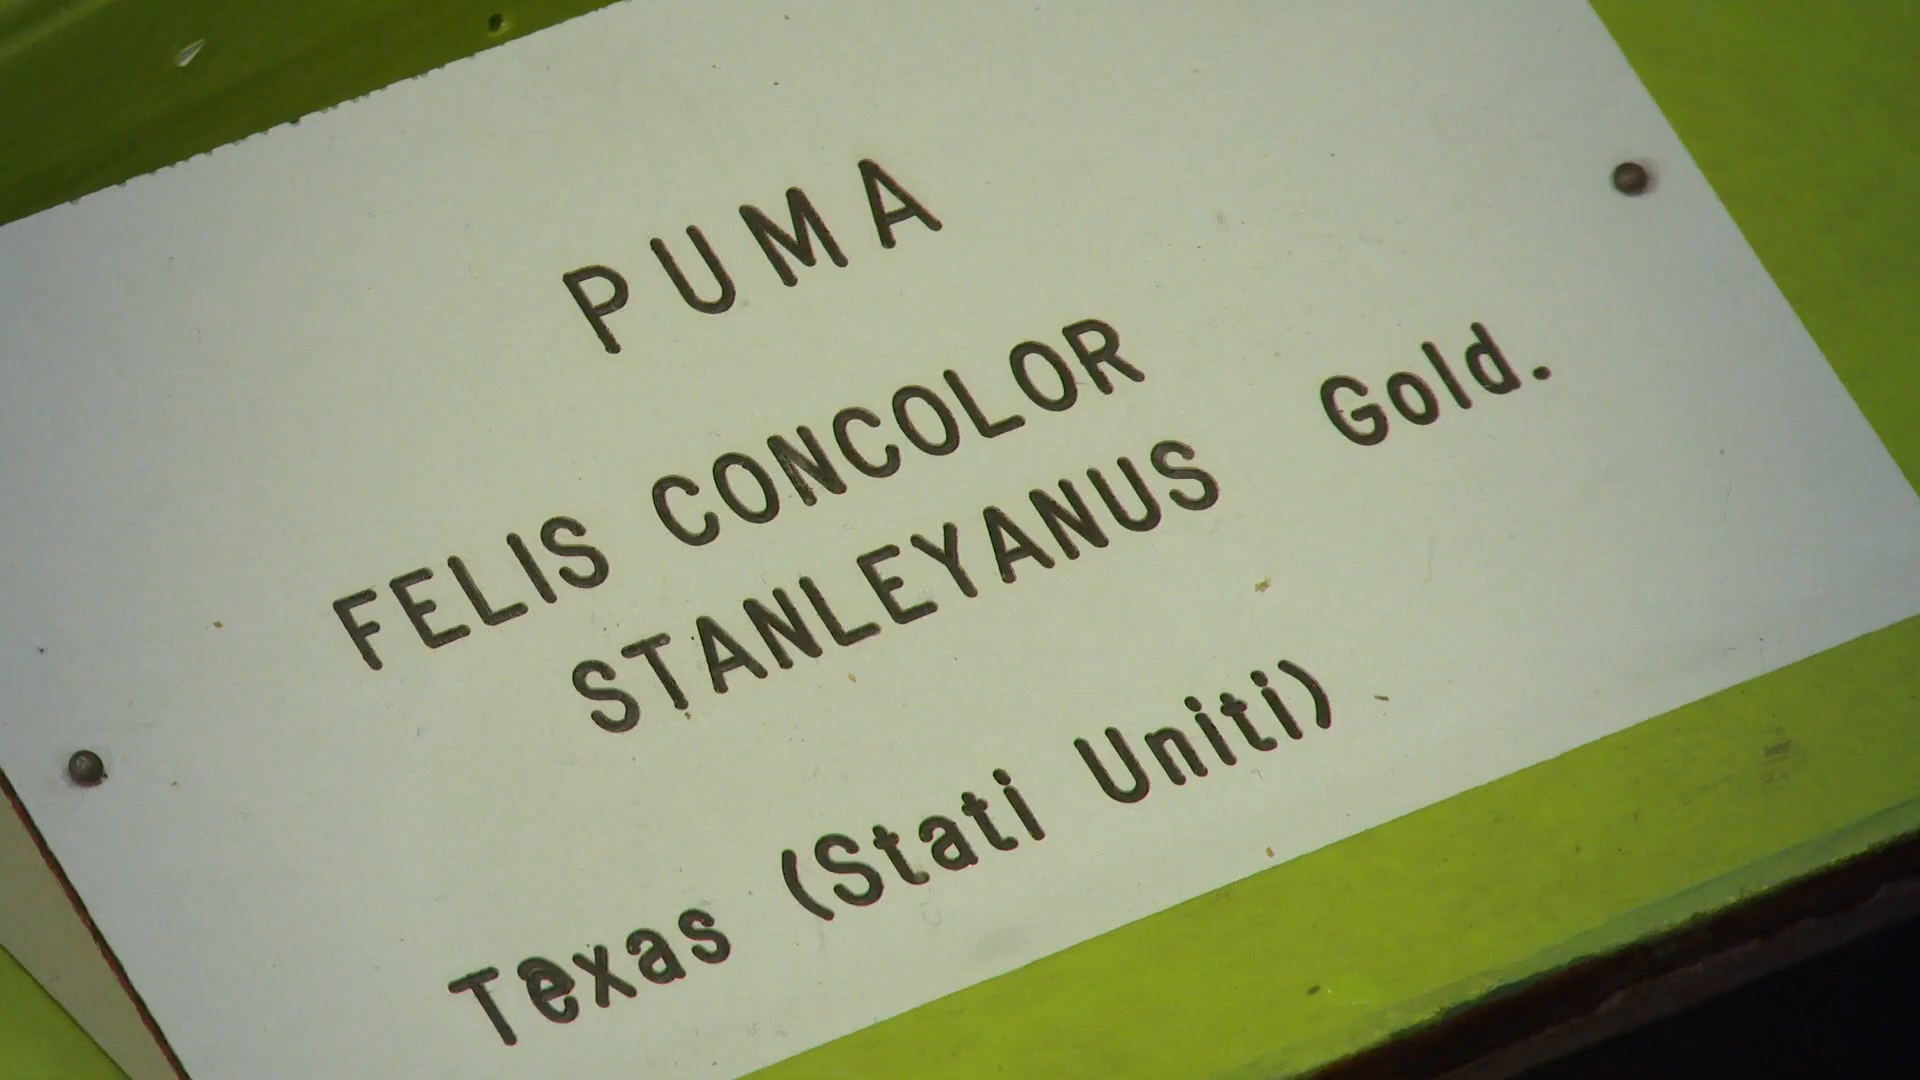 PUMA
FELIS CONCOLOR
STANLEYANUS Gold.
Texas (Stati Uniti)